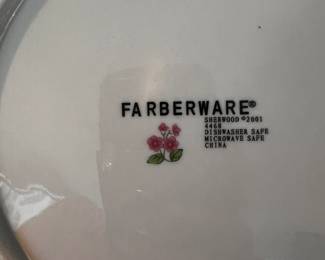 FARBERWARE®
SHERWOOD ©2001
4468
DISHWASHER SAFE
MICROWAVE SAFE
CHINA